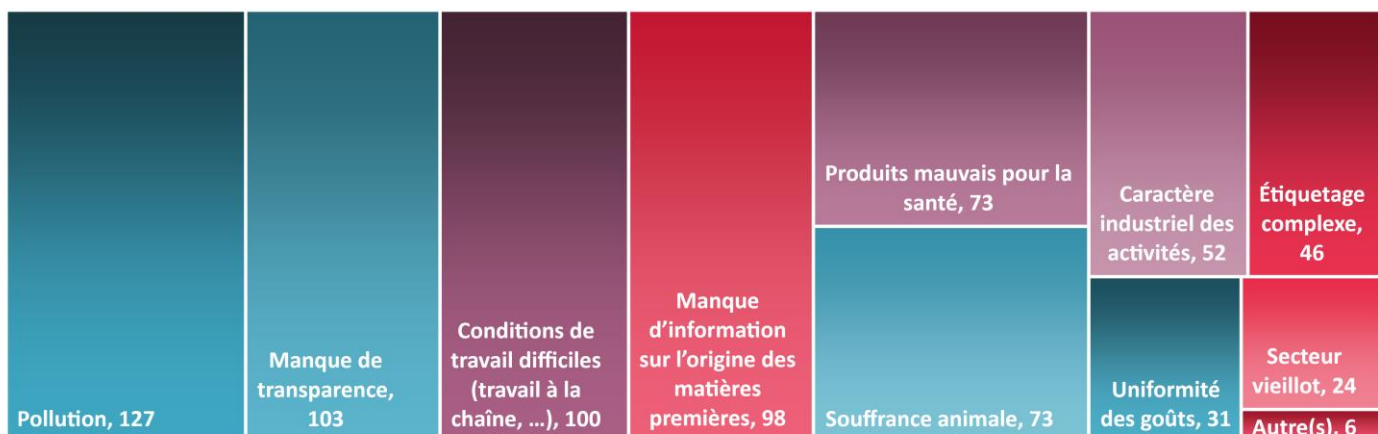 Pollution, 127
Manque de
transparence,
103
Conditions de
travail difficiles
(travail à la
chaîne, …), 100
Manque
d’information
sur l’origine des
matières
premières, 98
Produits mauvais pour la
santé, 73
Souffrance animale, 73
Caractère
industriel des
activités, 52
Étiquetage
complexe,
46
Uniformité
des goûts, 31
Secteur
vieillot, 24
Autre(s), 6